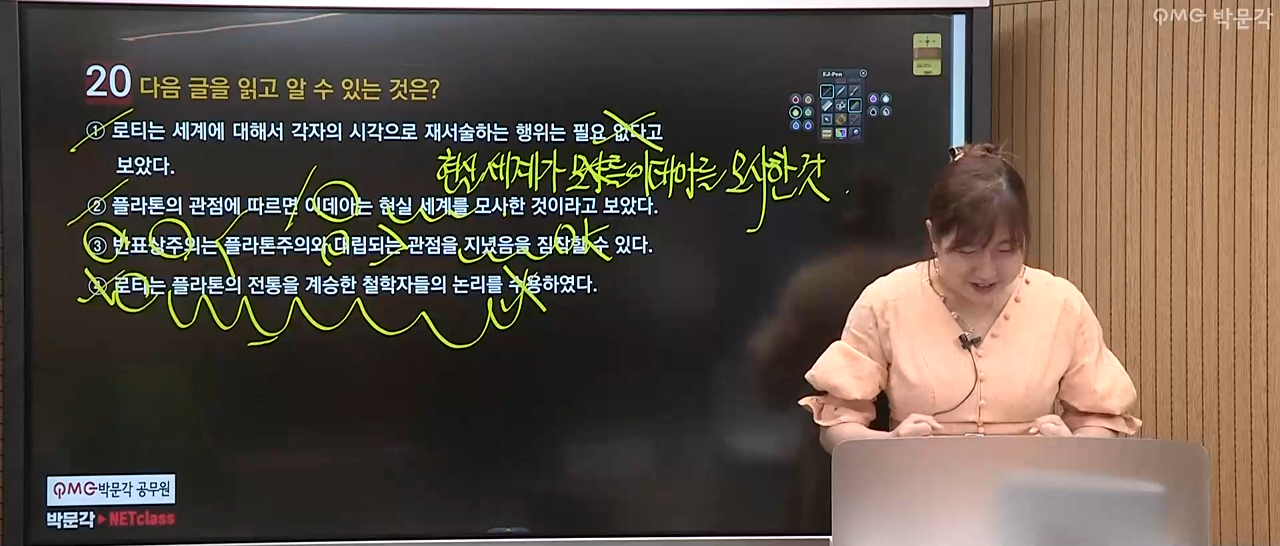 PMG 박문각
EJ-Pen
20 다음 글을 읽고 알 수 있는 것은?
① 로티는 세계에 대해서 각자의 시각으로 재서술하는 행위는 필요 없다고
보았다.
현실 세계가 이데아를 모사한 것.
② 플라톤의 관점에 따르면 이데아는 현실 세계를 모사한 것이라고 보았다.
③ 반표상주의는 플라톤주의와 대립되는 관점을 지녔음을 짐작할 수 있다.
④ 로티는 플라톤의 전통을 계승한 철학자들의 논리를 수용하였다.
PMG 박문각 공무원
박문각 ▶ NETclass